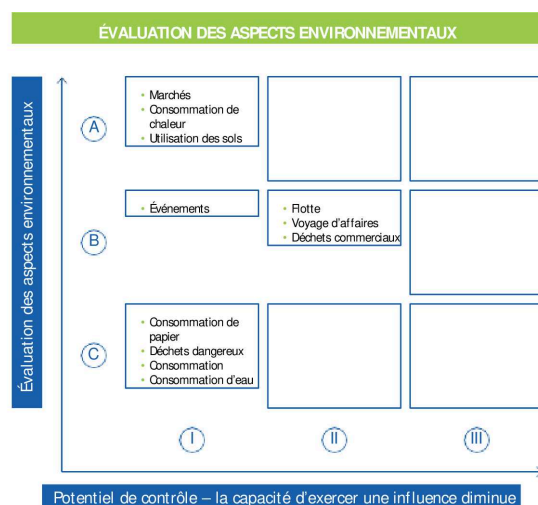 ÉVALUATION DES ASPECTS ENVIRONNEMENTAUX
Évaluation des aspects environnementaux
A
• Marchés
• Consommation de
chaleur
• Utilisation des sols
B
• Événements
• Flotte
• Voyage d'affaires
• Déchets commerciaux
C
• Consommation de
papier
• Déchets dangereux
• Consommation
• Consommation d'eau
I
II
III
Potentiel de contrôle – la capacité d'exercer une influence diminue